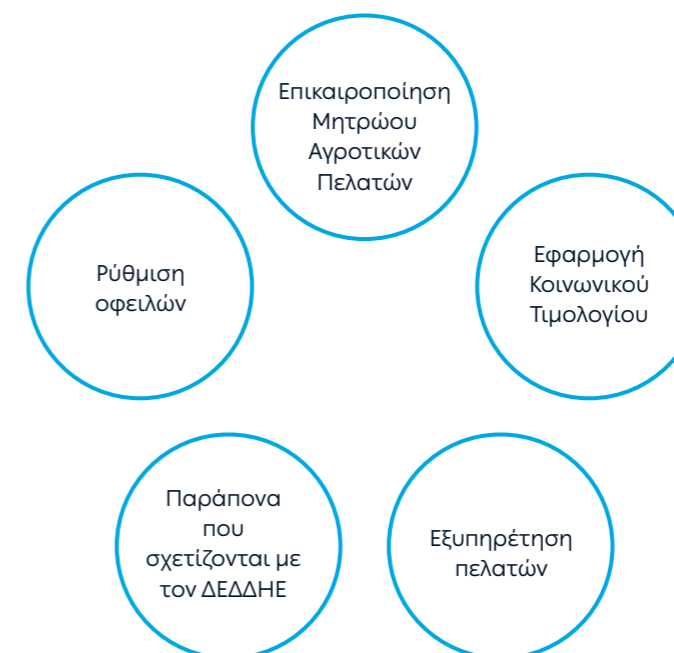 Επικαιροποίηση
Μητρώου
Αγροτικών
Πελατών
Ρύθμιση
οφειλών
Εφαρμογή
Κοινωνικού
Τιμολογίου
Παράπονα
που
σχετίζονται με
τον ΔΕΔΔΗΕ
Εξυπηρέτηση
πελατών